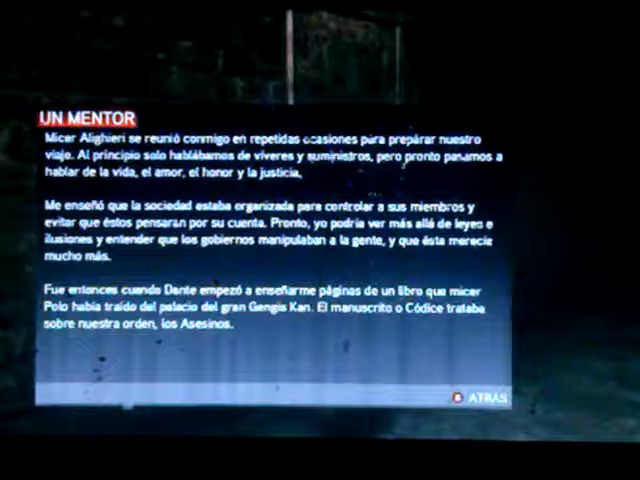 UN MENTOR
Micer Alighieri se reunió conmigo en repetidas ocasiones para preparar nuestro
viaje. Al principio solo hablábamos de víveres y suministros, pero pronto pasamos a
hablar de la vida, el amor, el honor y la justicia.
Me enseñó que la sociedad estaba organizada para controlar a sus miembros y
evitar que éstos pensaran por su cuenta. Pronto, yo podría ver más allá de leyes e
ilusiones y entender que los gobiernos manipulaban a la gente, y que ésta merecía
mucho más.
Fue entonces cuando Dante empezó a enseñarme páginas de un libro que micer
Polo había traído del palacio del gran Gengis Kan. El manuscrito o Códice trataba
sobre nuestra orden, los Asesinos.
ATRÁS